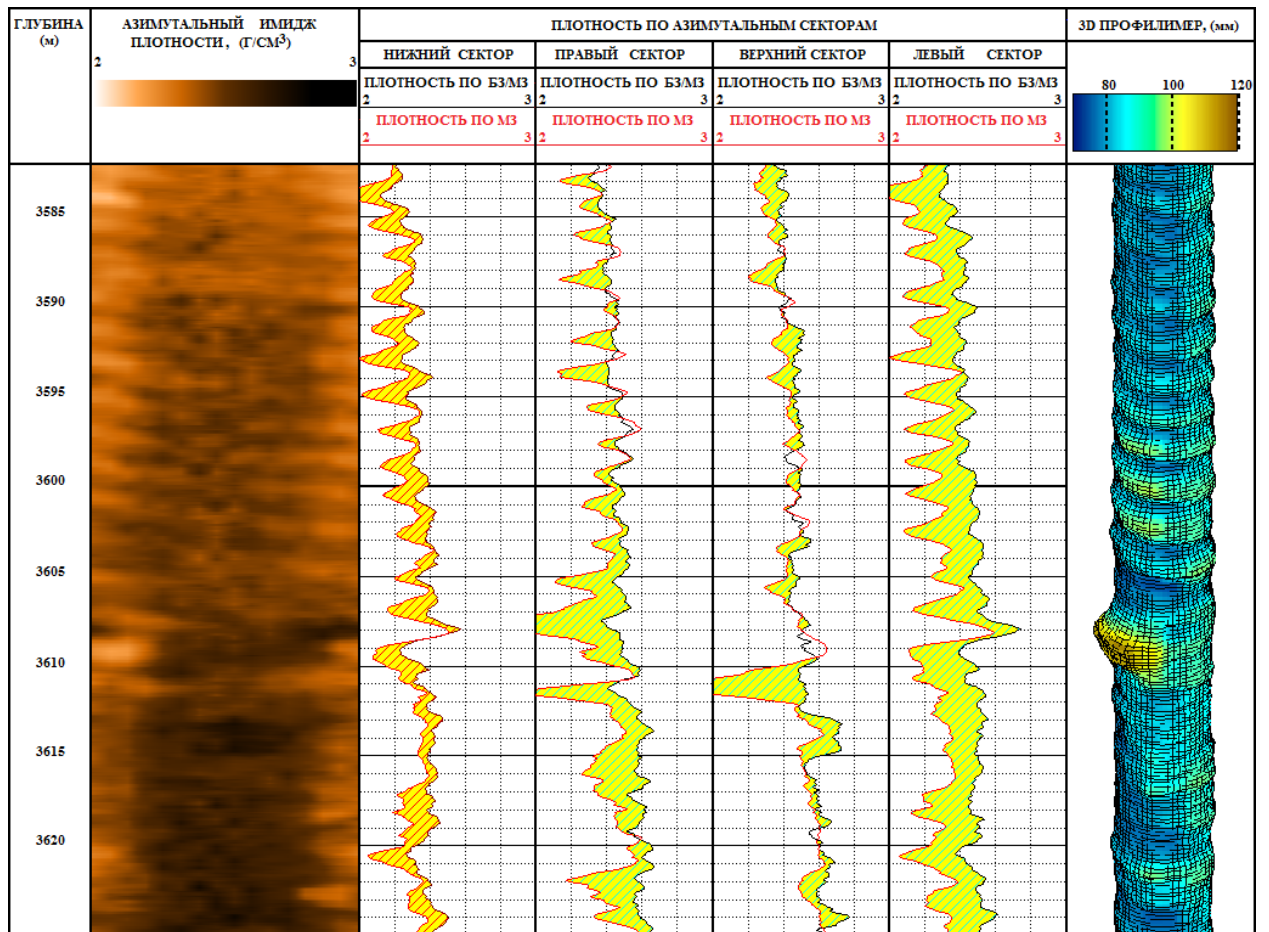 ГЛУБИНА
(м)
АЗИМУТАЛЬНЫЙ ИМИДЖ
ПЛОТНОСТИ, (Г/СМ3)
2 3
ПЛОТНОСТЬ ПО АЗИМУТАЛЬНЫМ СЕКТОРАМ
НИЖНИЙ СЕКТОР
ПЛОТНОСТЬ ПО БЗ/МЗ
2 3
ПЛОТНОСТЬ ПО МЗ
2 3
ПРАВЫЙ СЕКТОР
ПЛОТНОСТЬ ПО БЗ/МЗ
2 3
ПЛОТНОСТЬ ПО МЗ
2 3
ВЕРХНИЙ СЕКТОР
ПЛОТНОСТЬ ПО БЗ/МЗ
2 3
ПЛОТНОСТЬ ПО МЗ
2 3
ЛЕВЫЙ СЕКТОР
ПЛОТНОСТЬ ПО БЗ/МЗ
2 3
ПЛОТНОСТЬ ПО МЗ
2 3
3D ПРОФИЛИМЕР, (мм)
80 100 120
3585
3590
3595
3600
3605
3610
3615
3620